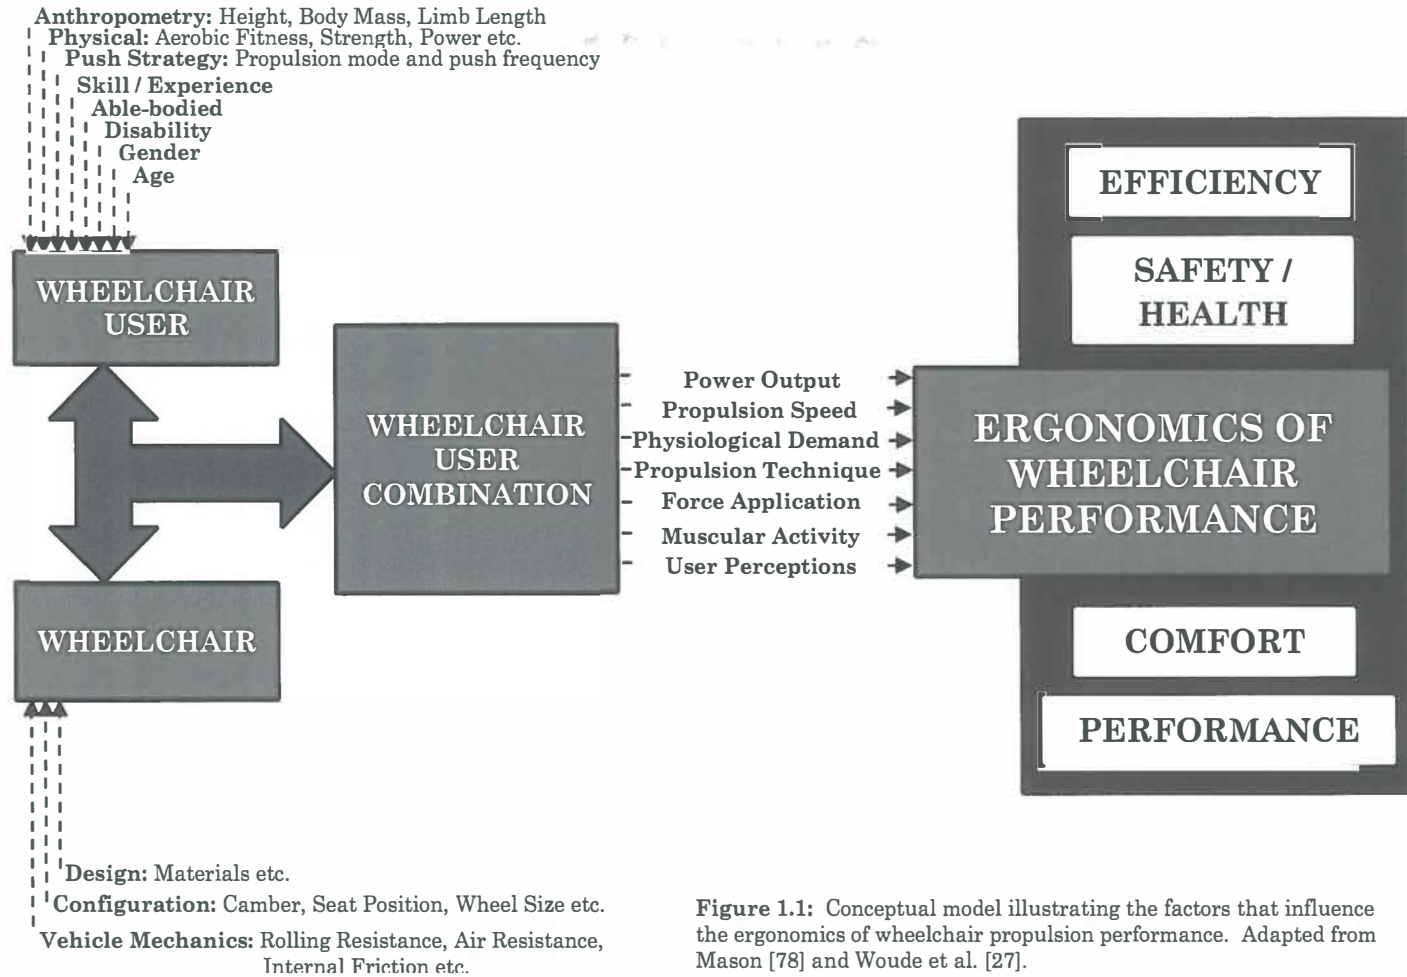 Anthropometry: Height, Body Mass, Limb Length
Physical: Aerobic Fitness, Strength, Power etc.
Push Strategy: Propulsion mode and push frequency
Skill / Experience
Able-bodied
Disability
Gender
Age
WHEELCHAIR
USER
WHEELCHAIR
USER
COMBINATION
WHEELCHAIR
Power Output
Propulsion Speed
Physiological Demand
Propulsion Technique
Force Application
Muscular Activity
User Perceptions
EFFICIENCY
SAFETY /
HEALTH
ERGONOMICS OF
WHEELCHAIR
PERFORMANCE
COMFORT
PERFORMANCE
Design: Materials etc.
Configuration: Camber, Seat Position, Wheel Size etc.
Vehicle Mechanics: Rolling Resistance, Air Resistance,
Internal Friction etc.
Figure 1.1: Conceptual model illustrating the factors that influence
the ergonomics of wheelchair propulsion performance. Adapted from
Mason [78] and Woude et al. [27].